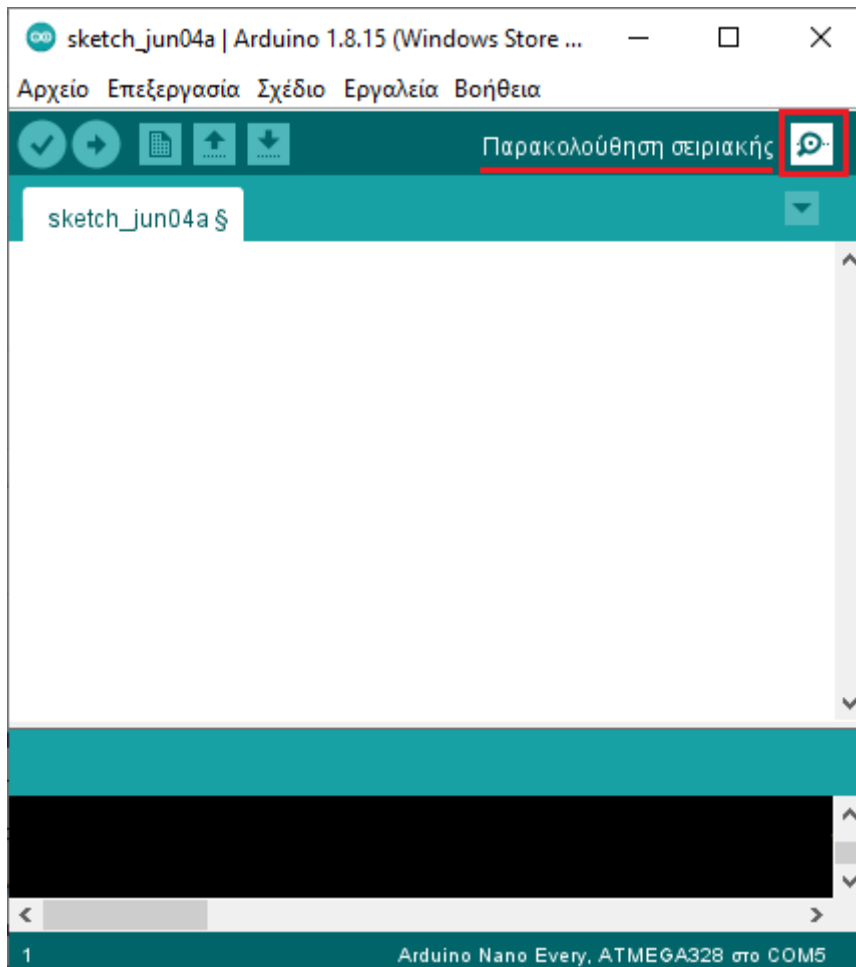 sketch_jun04a | Arduino 1.8.15 (Windows Store ...
Αρχείο Επεξεργασία Σχέδιο Εργαλεία Βοήθεια
Παρακολούθηση σειριακής
sketch_jun04a §
1 Arduino Nano Every, ATMEGA328 στο COM5